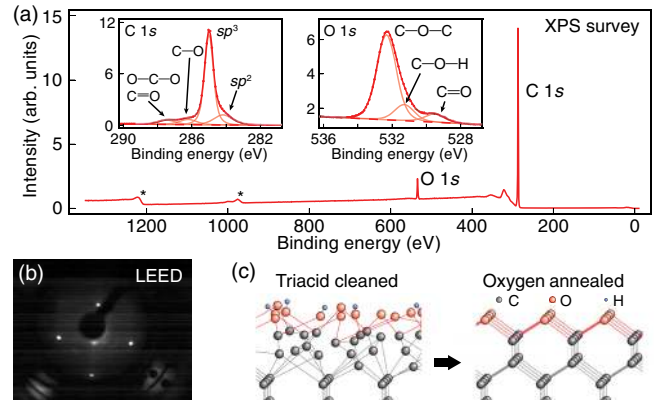 (a)
XPS survey
Intensity (arb. units)
15
10
5
0
1200
1000
800
600
400
200
0
Binding energy (eV)
*
*
O 1s
C 1s
C 1s
sp³
C—O
O—C—O
C=O
sp²
12
6
0
290
286
282
Binding energy (eV)
O 1s
C—O—C
C—O—H
C=O
6
4
2
536
532
528
Binding energy (eV)
(b)
LEED
(c)
Triacid cleaned
Oxygen annealed
C
O
H